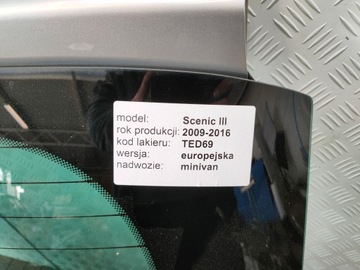 model: Scenic III
rok produkcji: 2009-2016
kod lakieru: TED69
wersja: europejska
nadwozie: minivan